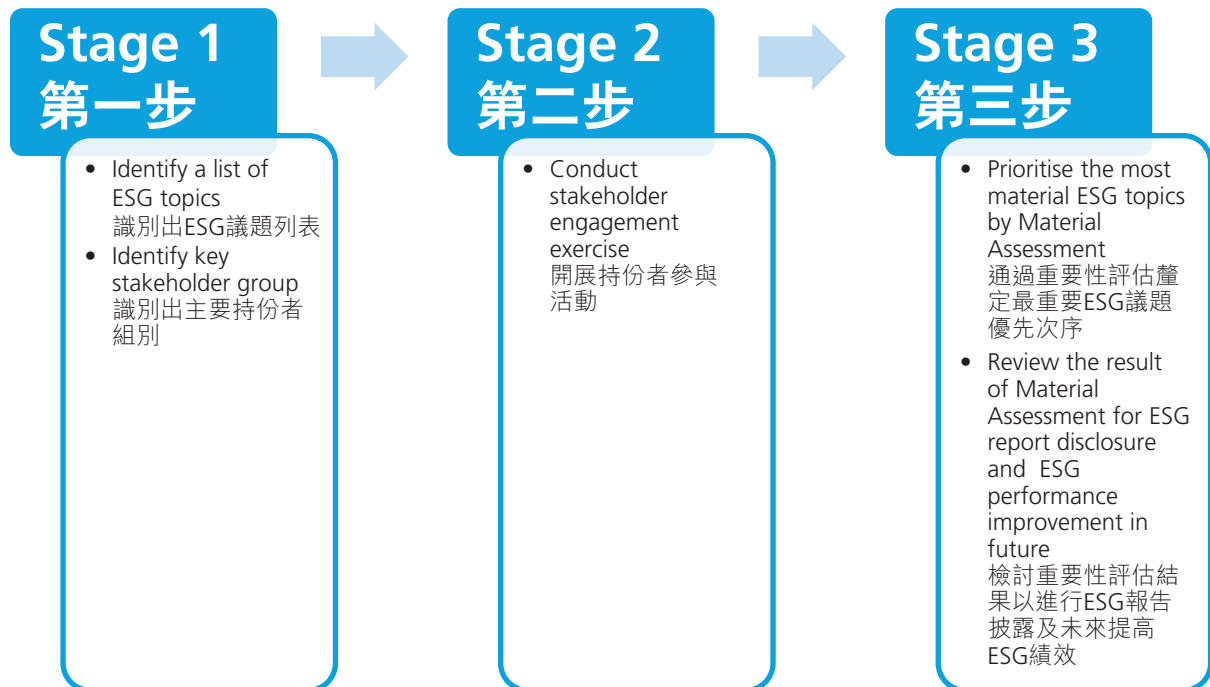 Stage 1
第一步
• Identify a list of
ESG topics
識別出ESG議題列表
• Identify key
stakeholder group
識別出主要持份者
組別
Stage 2
第二步
• Conduct
stakeholder
engagement
exercise
開展持份者參與
活動
Stage 3
第三步
• Prioritise the most
material ESG topics
by Material
Assessment
通過重要性評估釐
定最重要ESG議題
優先次序
• Review the result
of Material
Assessment for ESG
report disclosure
and ESG
performance
improvement in
future
檢討重要性評估結
果以進行ESG報告
披露及未來提高
ESG績效